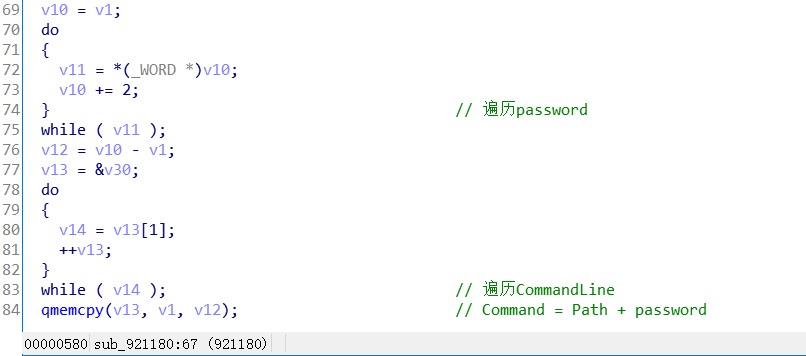 69 v10 = v1;
70 do
71 {
72 v11 = *(_WORD *)v10;
73 v10 += 2;
74 } // 遍历password
75 while ( v11 );
76 v12 = v10 - v1;
77 v13 = &v30;
78 do
79 {
80 v14 = v13[1];
81 ++v13;
82 }
83 while ( v14 ); // 遍历CommandLine
84 qmemcpy(v13, v1, v12); // Command = Path + password
00000580 sub_921180:67 (921180)